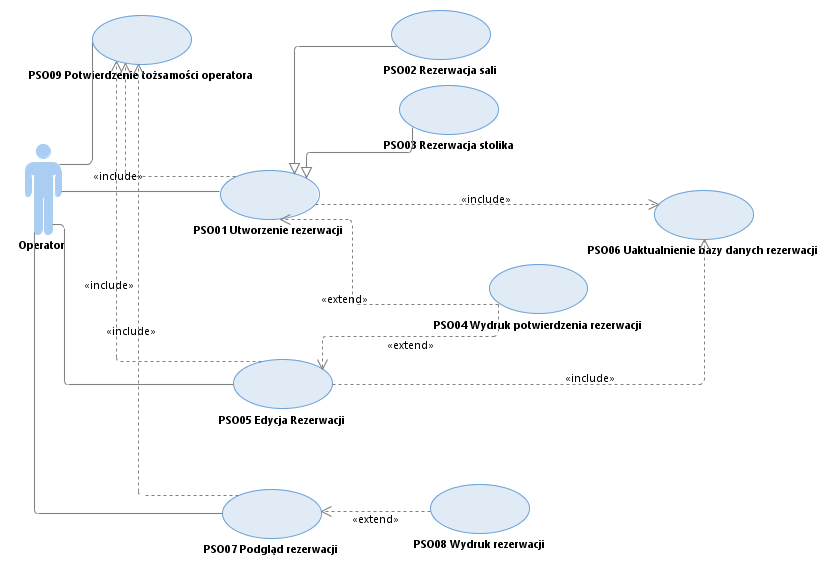 PSO02 Rezerwacja sali
PSO09 Potwierdzenie tożsamości operatora
PSO03 Rezerwacja stolika
«include»
«include»
PSO01 Utworzenie rezerwacji
Operator
PSO06 Uaktualnienie bazy danych rezerwacji
«include»
«extend»
PSO04 Wydruk potwierdzenia rezerwacji
«include»
«extend»
«include»
PSO05 Edycja Rezerwacji
«extend»
PSO07 Podgląd rezerwacji
PSO08 Wydruk rezerwacji